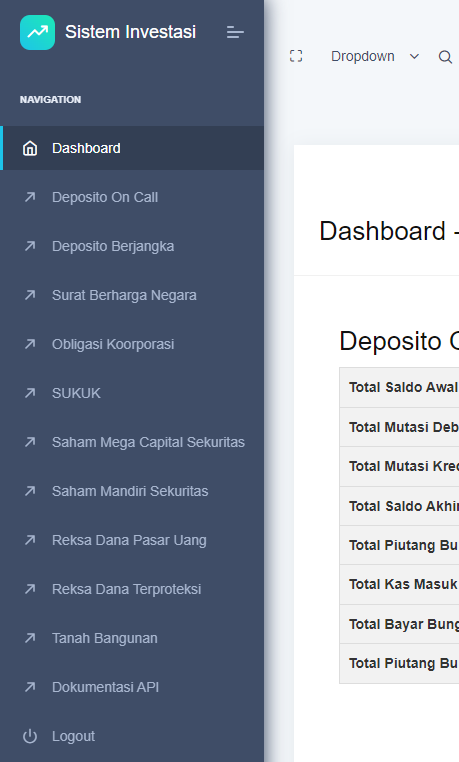 Sistem Investasi
NAVIGATION
Dashboard
Deposito On Call
Deposito Berjangka
Surat Berharga Negara
Obligasi Koorporasi
SUKUK
Saham Mega Capital Sekuritas
Saham Mandiri Sekuritas
Reksa Dana Pasar Uang
Reksa Dana Terproteksi
Tanah Bangunan
Dokumentasi API
Logout
Dropdown
Dashboard -
Deposito
Total Saldo Awal
Total Mutasi Deb
Total Mutasi Kred
Total Saldo Akhir
Total Piutang Bu
Total Kas Masuk
Total Bayar Bung
Total Piutang Bu